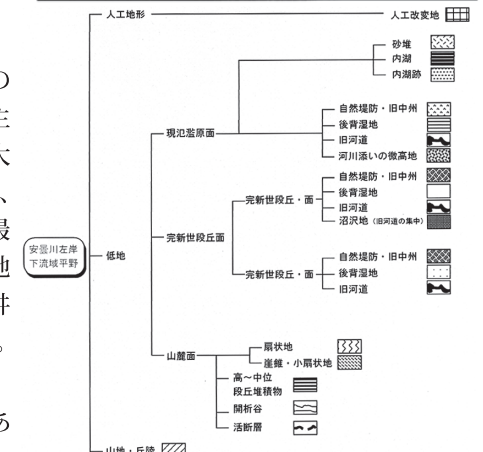 人工地形
人工改変地
砂堆
内湖
内湖跡
自然堤防・旧中州
後背湿地
現氾濫原面
旧河道
河川添いの微高地
自然堤防・旧中州
後背湿地
完新世段丘・面
旧河道
沼沢地（旧河道の集中）
完新世段丘面
安曇川左岸
下流域平野
低地
自然堤防・旧中州
後背湿地
完新世段丘・面
旧河道
扇状地
山麓面
崖錐・小扇状地
高～中位
段丘堆積物
開析谷
活断層
山地・丘陵